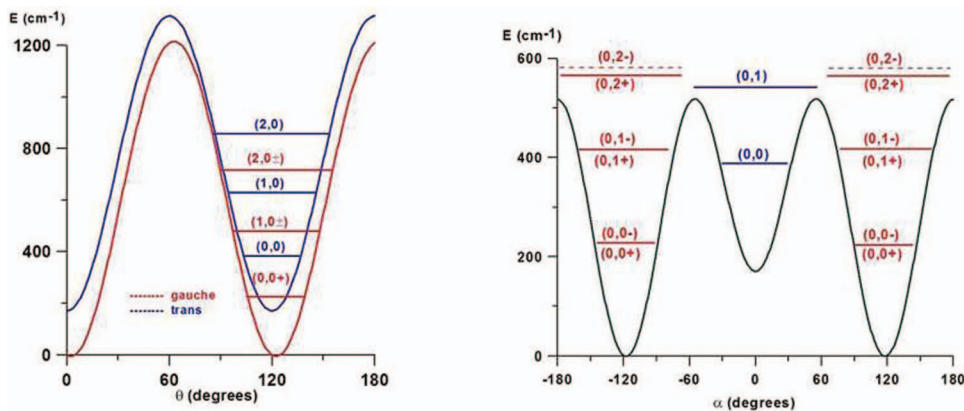 E (cm-1)
1200
800
400
0
(2,0)
(2,0±)
(1,0)
(1,0±)
(0,0)
(0,0+)
gauche
trans
0 60 120 180
θ (degrees)
E (cm-1)
600
400
200
0
(0,2-) (0,2-)
(0,2+) (0,1) (0,2+)
(0,1-) (0,1-)
(0,1+) (0,0) (0,1+)
(0,0-) (0,0-)
(0,0+) (0,0+)
-180 -120 -60 0 60 120 180
α (degrees)